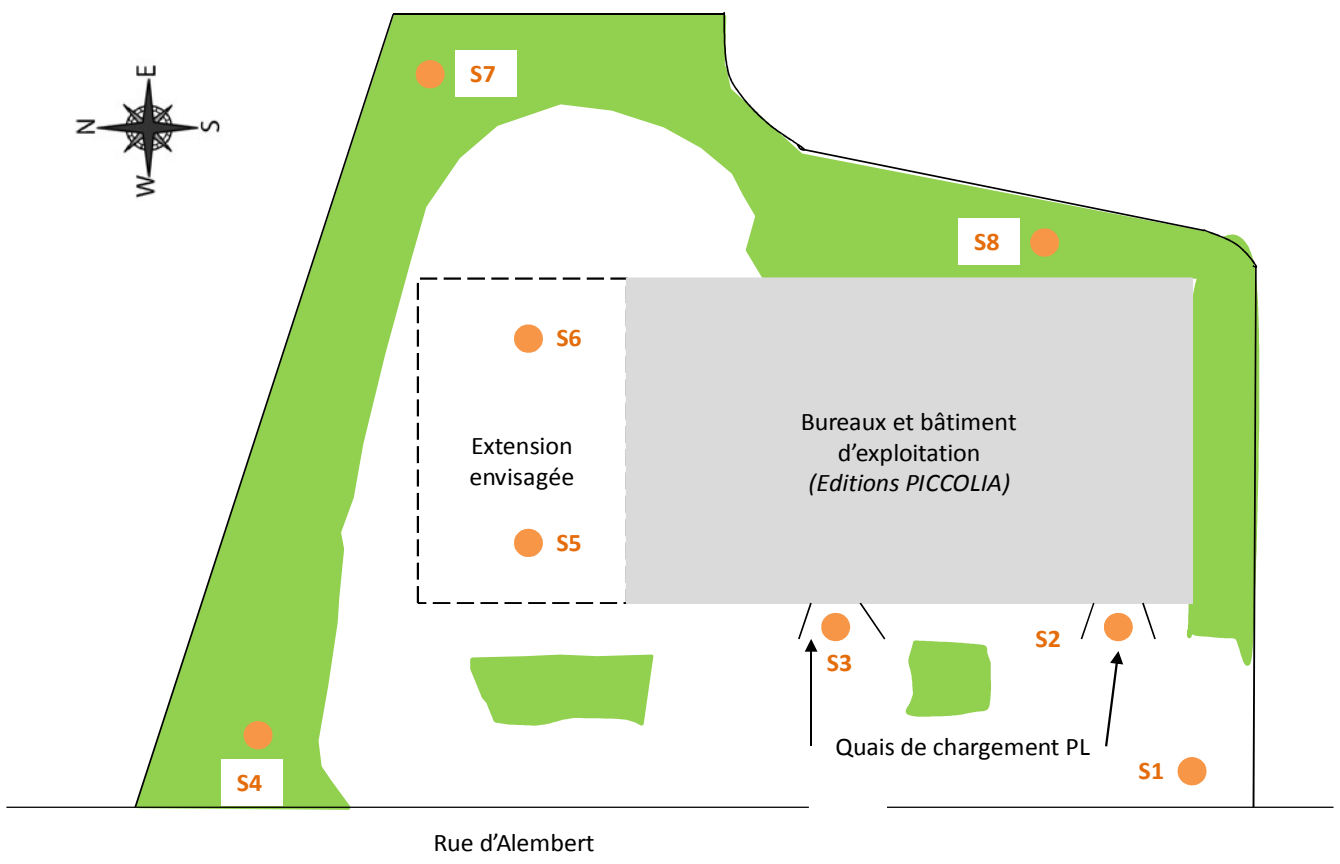 E
N
S
W
S7
S8
S6
Extension
envisagée
Bureaux et bâtiment
d'exploitation
(Editions PICCOLIA)
S5
S3
S2
Quais de chargement PL
S1
S4
Rue d'Alembert